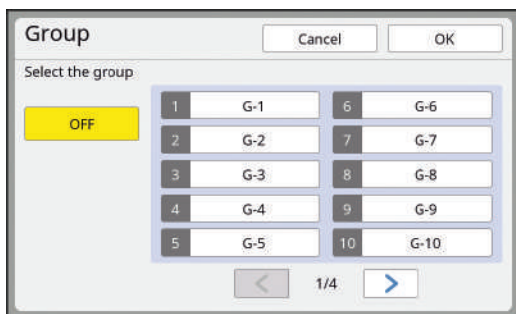 Group
Cancel
OK
Select the group
OFF
1 G-1
2 G-2
3 G-3
4 G-4
5 G-5
6 G-6
7 G-7
8 G-8
9 G-9
10 G-10
< 1/4 >